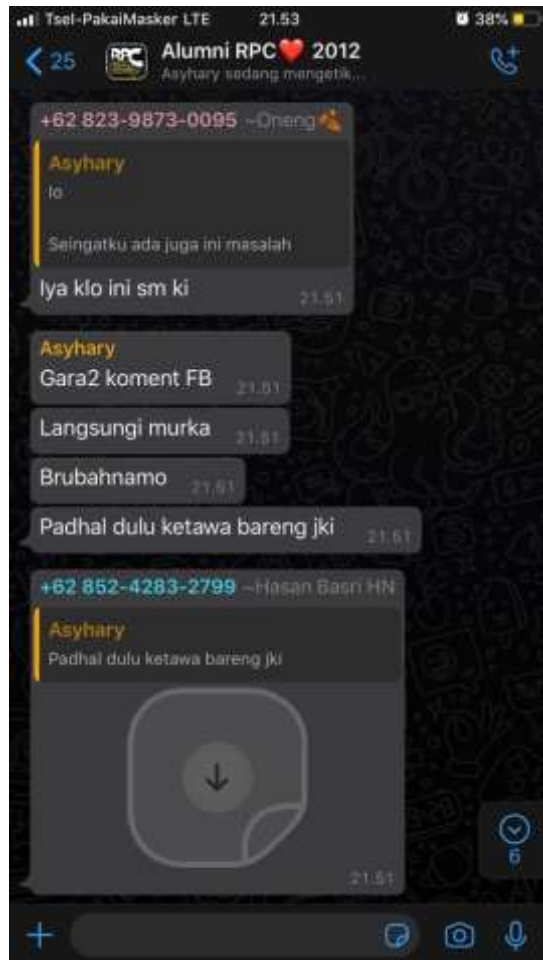 Tsel-PakaiMasker LTE 21.53 38%
25 RPC Alumni RPC❤️ 2012
Asyhary sedang mengetik...
+62 823-9873-0095 ~Oneng🍂
Asyhary
lo
Seingatku ada juga ini masalah
Iya klo ini sm ki 21.51
Asyhary
Gara2 koment FB 21.51
Langsungi murka 21.51
Brubahnamo 21.51
Padhal dulu ketawa bareng jki 21.51
+62 852-4283-2799 ~Hasan Basri HN
Asyhary
Padhal dulu ketawa bareng jki
21.51
6